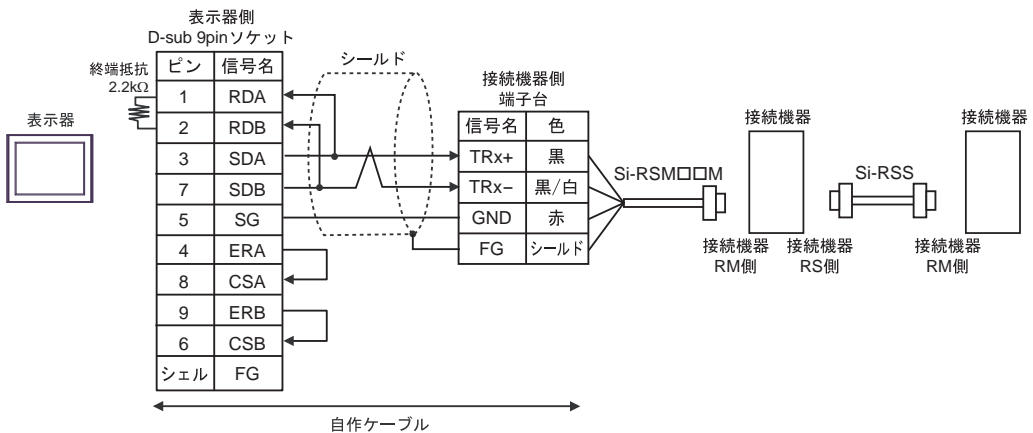 表示器側
D-sub 9pinソケット
シールド
終端抵抗
2.2kΩ
ピン 信号名
1 RDA
2 RDB
3 SDA
7 SDB
5 SG
4 ERA
8 CSA
9 ERB
6 CSB
シェル FG
表示器
接続機器側
端子台
信号名 色
TRx+ 黒
TRx− 黒/白
GND 赤
FG シールド
Si-RSM□□M
接続機器
接続機器
RM側
接続機器
RS側
Si-RSS
接続機器
接続機器
RM側
自作ケーブル